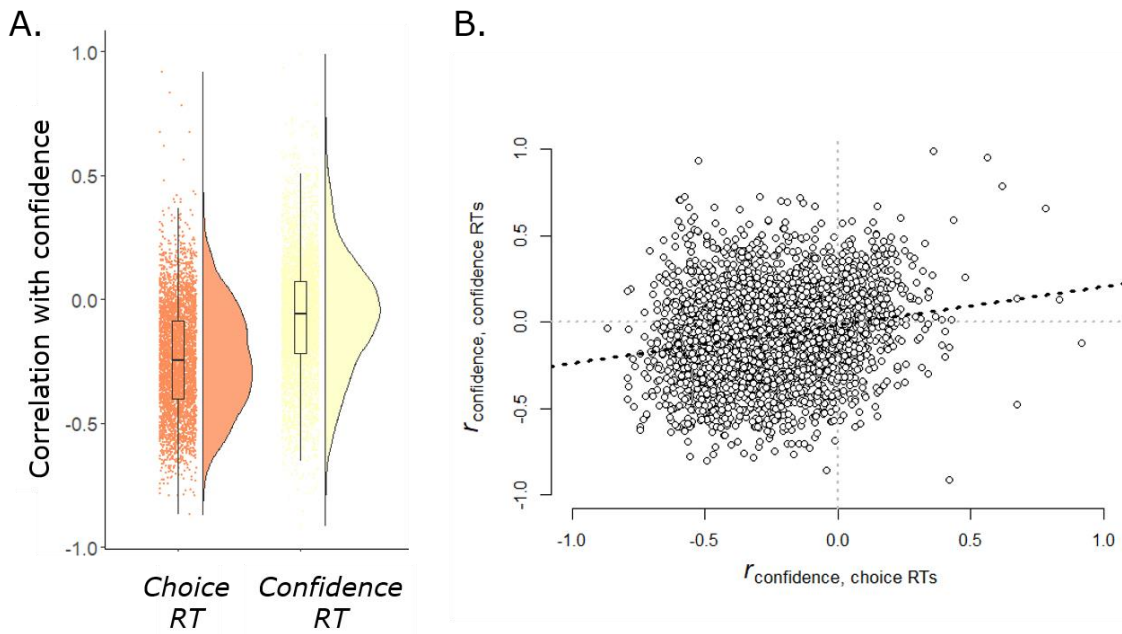 A.
Correlation with confidence
1.0
0.5
0.0
-0.5
-1.0
Choice
RT
Confidence
RT
B.
r confidence, confidence RTs
1.0
0.5
0.0
-0.5
-1.0
-1.0 -0.5 0.0 0.5 1.0
r confidence, choice RTs